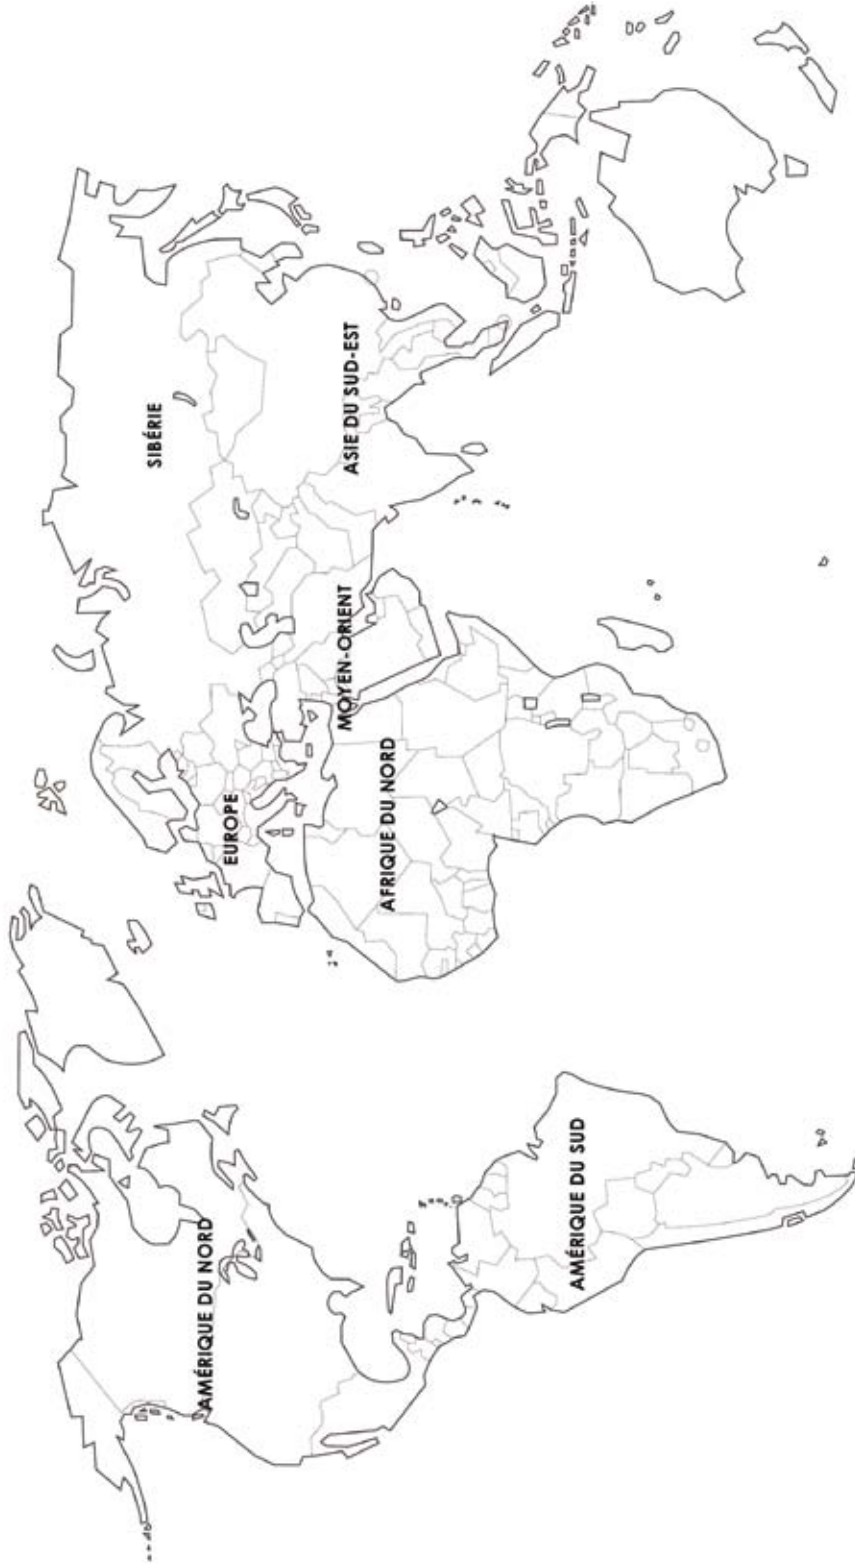 SIBÉRIE
EUROPE
AMÉRIQUE DU NORD
ASIE DU SUD-EST
MOYEN-ORIENT
AFRIQUE DU NORD
AMÉRIQUE DU SUD